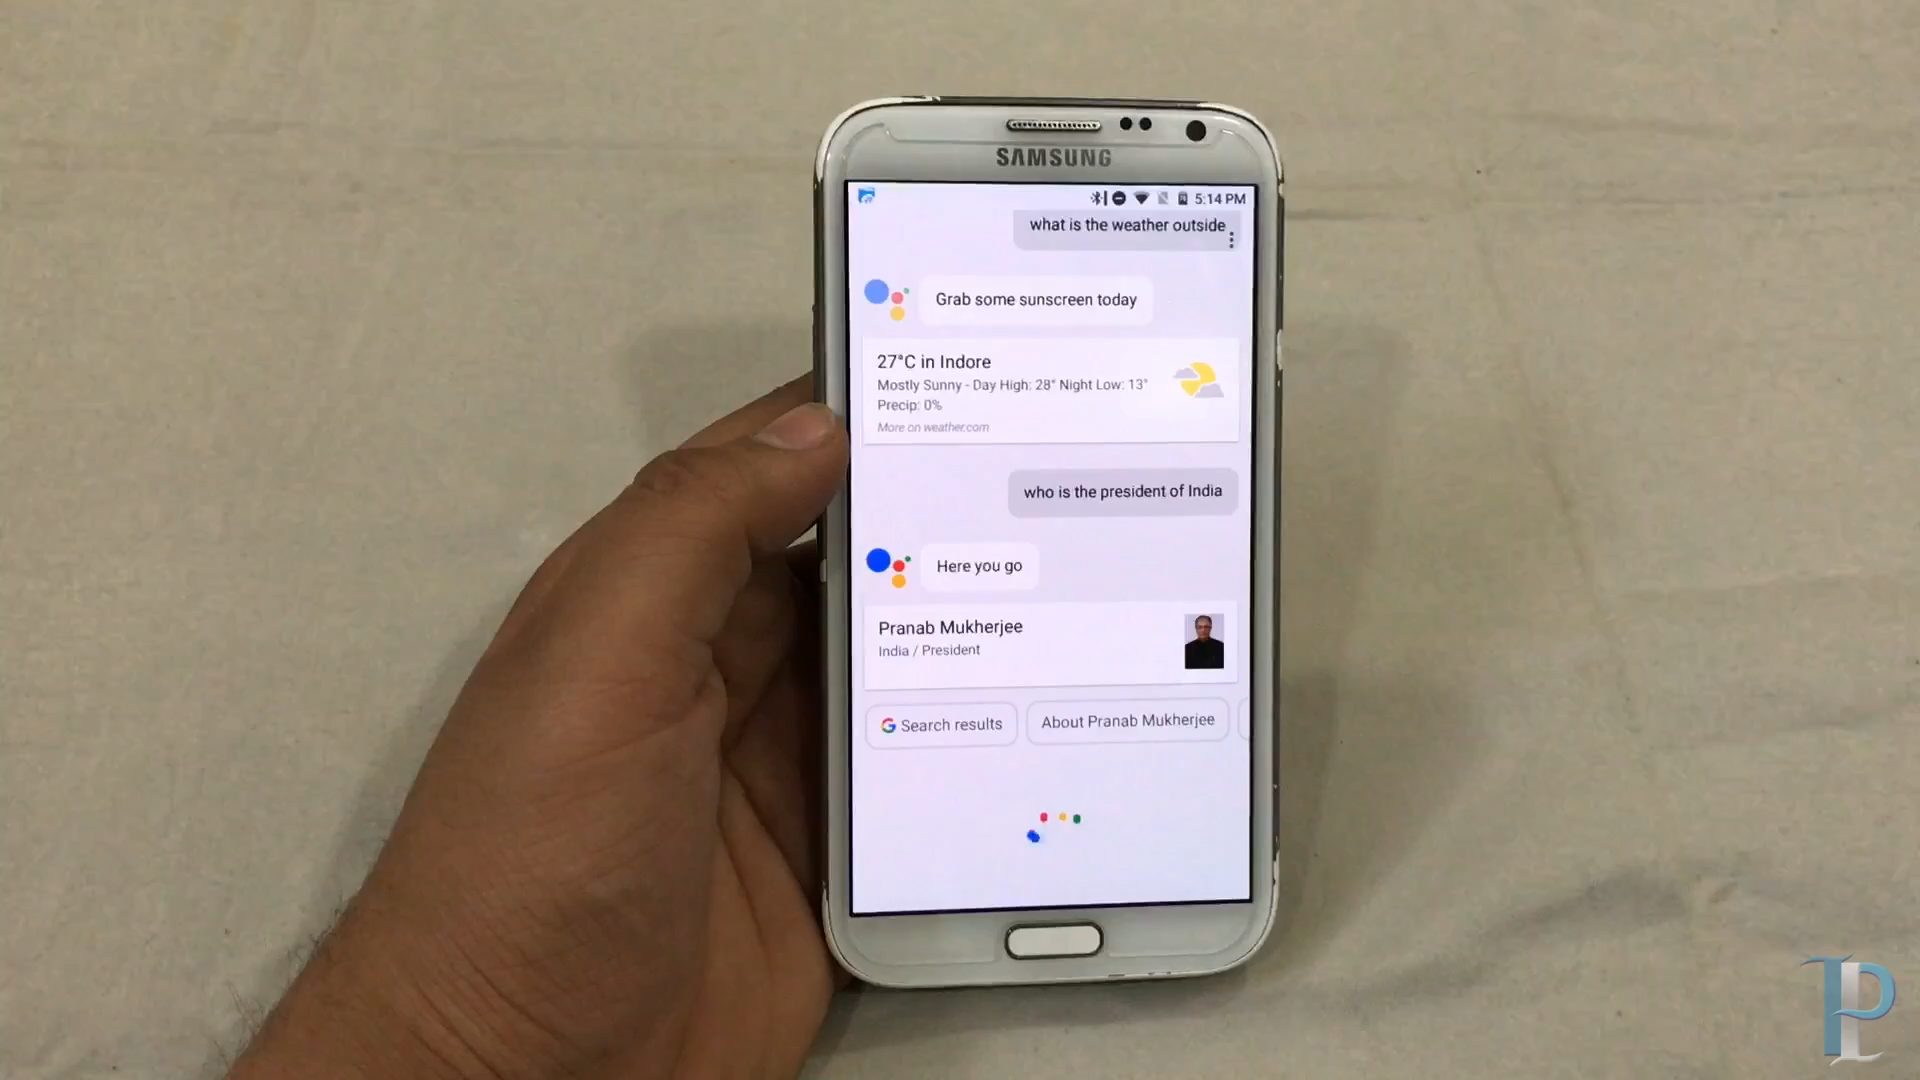 SAMSUNG
5:14 PM
what is the weather outside
Grab some sunscreen today
27°C in Indore
Mostly Sunny - Day High: 28° Night Low: 13°
Precip: 0%
More on weather.com
who is the president of India
Here you go
Pranab Mukherjee
India / President
G Search results
About Pranab Mukherjee